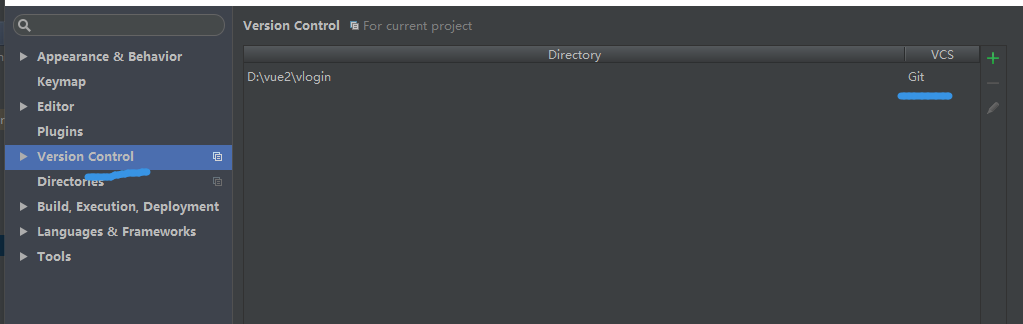 Version Control For current project
Appearance & Behavior
Keymap
Editor
Plugins
Version Control
Directories
Build, Execution, Deployment
Languages & Frameworks
Tools
Directory VCS
D:\vue2\vlogin Git